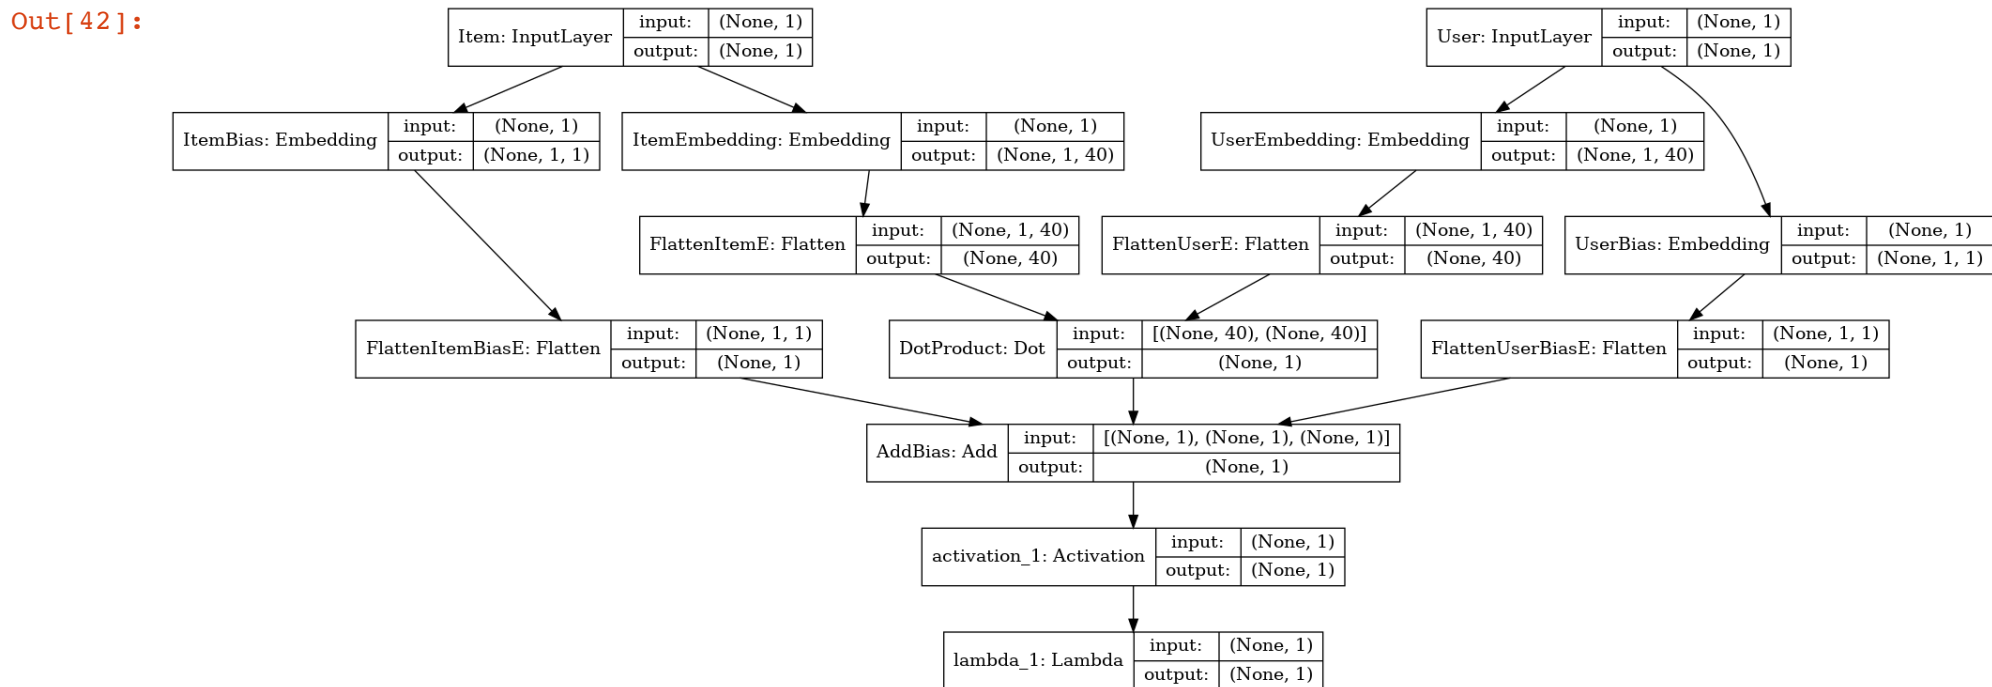 Out[42]:
Item: InputLayer
input:
(None, 1)
output:
(None, 1)
User: InputLayer
input:
(None, 1)
output:
(None, 1)
ItemBias: Embedding
input:
(None, 1)
output:
(None, 1, 1)
ItemEmbedding: Embedding
input:
(None, 1)
output:
(None, 1, 40)
UserEmbedding: Embedding
input:
(None, 1)
output:
(None, 1, 40)
FlattenItemE: Flatten
input:
(None, 1, 40)
output:
(None, 40)
FlattenUserE: Flatten
input:
(None, 1, 40)
output:
(None, 40)
UserBias: Embedding
input:
(None, 1)
output:
(None, 1, 1)
FlattenItemBiasE: Flatten
input:
(None, 1, 1)
output:
(None, 1)
DotProduct: Dot
input:
[(None, 40), (None, 40)]
output:
(None, 1)
FlattenUserBiasE: Flatten
input:
(None, 1, 1)
output:
(None, 1)
AddBias: Add
input:
[(None, 1), (None, 1), (None, 1)]
output:
(None, 1)
activation_1: Activation
input:
(None, 1)
output:
(None, 1)
lambda_1: Lambda
input:
(None, 1)
output:
(None, 1)